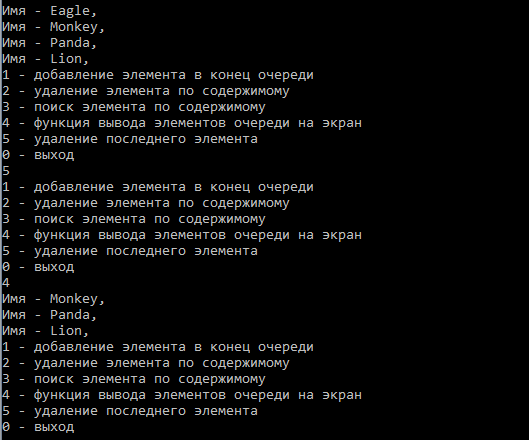 Имя - Eagle,
Имя - Monkey,
Имя - Panda,
Имя - Lion,
1 - добавление элемента в конец очереди
2 - удаление элемента по содержимому
3 - поиск элемента по содержимому
4 - функция вывода элементов очереди на экран
5 - удаление последнего элемента
0 - выход
5
1 - добавление элемента в конец очереди
2 - удаление элемента по содержимому
3 - поиск элемента по содержимому
4 - функция вывода элементов очереди на экран
5 - удаление последнего элемента
0 - выход
4
Имя - Monkey,
Имя - Panda,
Имя - Lion,
1 - добавление элемента в конец очереди
2 - удаление элемента по содержимому
3 - поиск элемента по содержимому
4 - функция вывода элементов очереди на экран
5 - удаление последнего элемента
0 - выход